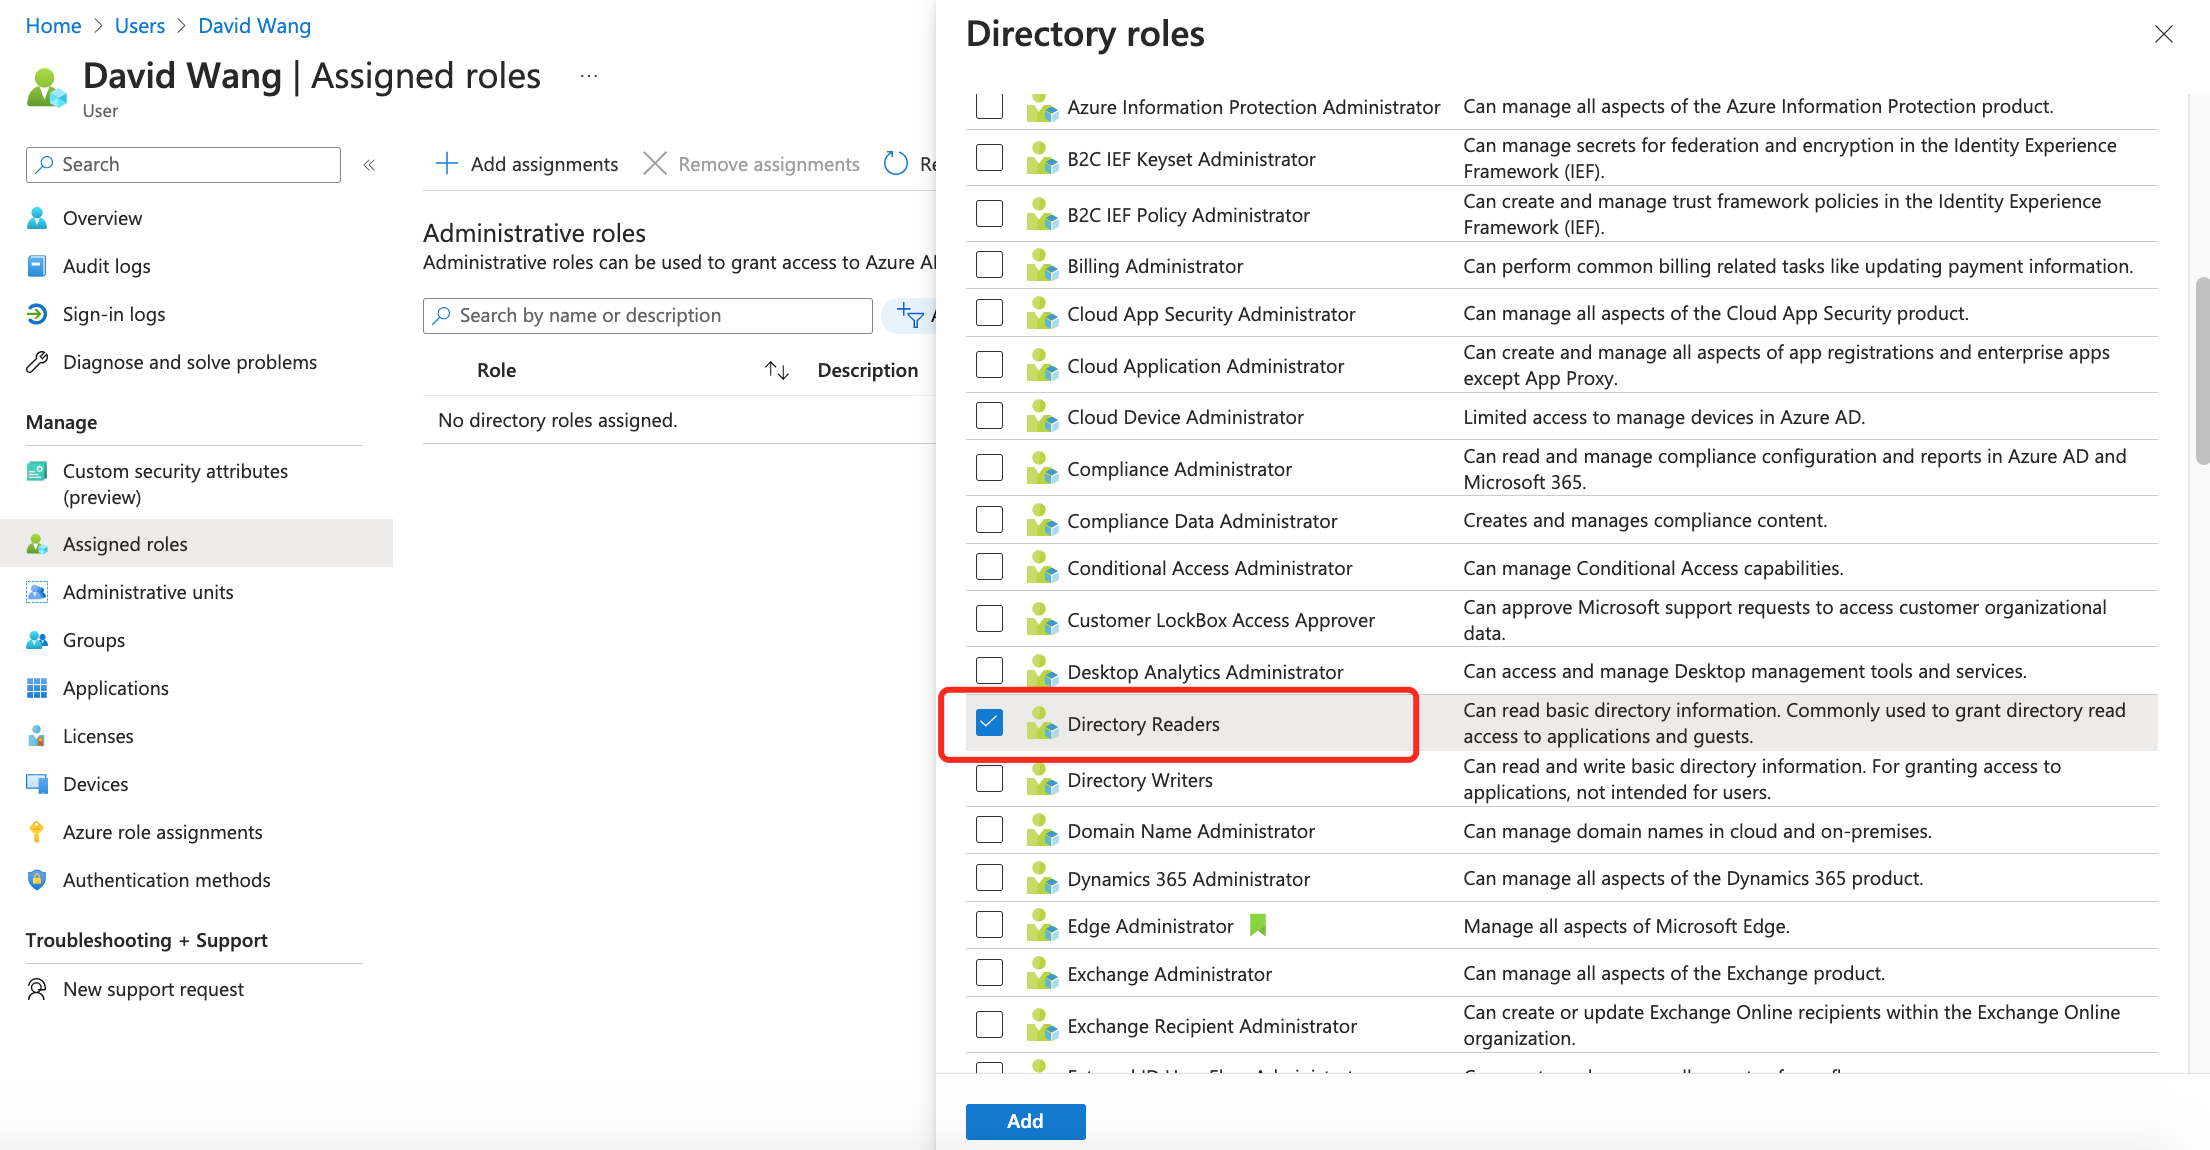 Home > Users > David Wang
David Wang | Assigned roles ...
User
Search
«
Overview
Audit logs
Sign-in logs
Diagnose and solve problems
Manage
Custom security attributes
(preview)
Assigned roles
Administrative units
Groups
Applications
Licenses
Devices
Azure role assignments
Authentication methods
Troubleshooting + Support
New support request
Add assignments Remove assignments
Administrative roles
Administrative roles can be used to grant access to Azure
Search by name or description
Role Description
No directory roles assigned.
Directory roles
Azure Information Protection Administrator Can manage all aspects of the Azure Information Protection product.
B2C IEF Keyset Administrator Can manage secrets for federation and encryption in the Identity Experience
Framework (IEF).
B2C IEF Policy Administrator Can create and manage trust framework policies in the Identity Experience
Framework (IEF).
Billing Administrator Can perform common billing related tasks like updating payment information.
Cloud App Security Administrator Can manage all aspects of the Cloud App Security product.
Cloud Application Administrator Can create and manage all aspects of app registrations and enterprise apps
except App Proxy.
Cloud Device Administrator Limited access to manage devices in Azure AD.
Compliance Administrator Can read and manage compliance configuration and reports in Azure AD and
Microsoft 365.
Compliance Data Administrator Creates and manages compliance content.
Conditional Access Administrator Can manage Conditional Access capabilities.
Customer LockBox Access Approver Can approve Microsoft support requests to access customer organizational
data.
Desktop Analytics Administrator Can access and manage Desktop management tools and services.
Directory Readers Can read basic directory information. Commonly used to grant directory read
access to applications and guests.
Directory Writers Can read and write basic directory information. For granting access to
applications, not intended for users.
Domain Name Administrator Can manage domain names in cloud and on-premises.
Dynamics 365 Administrator Can manage all aspects of the Dynamics 365 product.
Edge Administrator Manage all aspects of Microsoft Edge.
Exchange Administrator Can manage all aspects of the Exchange product.
Exchange Recipient Administrator Can create or update Exchange Online recipients within the Exchange Online
organization.
Add